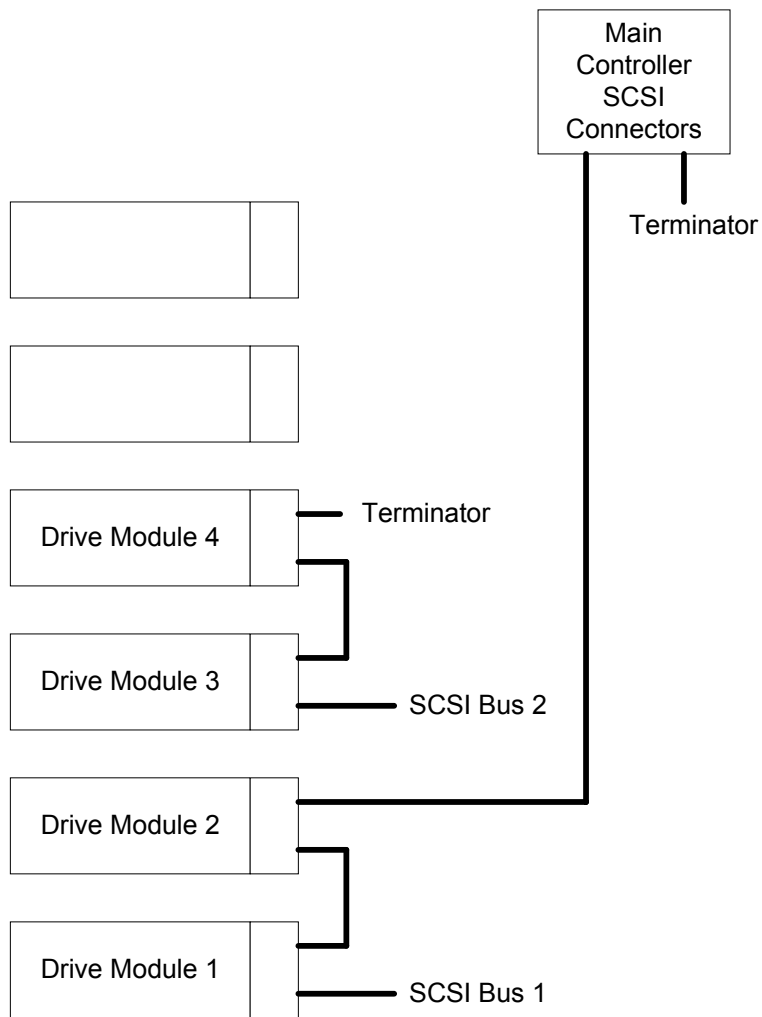 Main
Controller
SCSI
Connectors
Terminator
Drive Module 4
Terminator
Drive Module 3
SCSI Bus 2
Drive Module 2
Drive Module 1
SCSI Bus 1